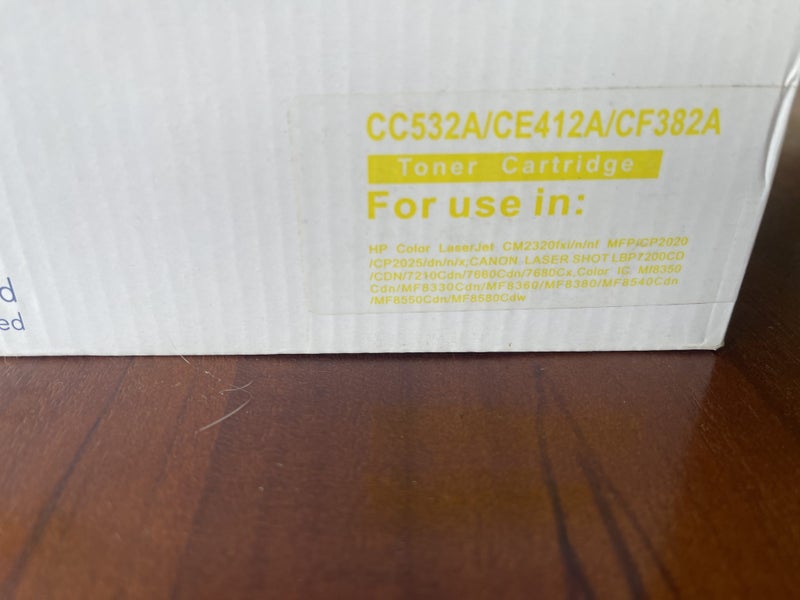 CC532A/CE412A/CF382A
Toner Cartridge
For use in:
HP Color LaserJet CM2320fxi/n/nf MFP/CP2020
/CP2025/dn/n/x,CANON LASER SHOT LBP7200CD
/CDN/7210Cdn/7660Cdn/7680Cx,Color IC MI8350
Cdn/MF8330Cdn/MF8360/MF8380/MF8540Cdn
/MF8550Cdn/MF8580Cdw
d
ed